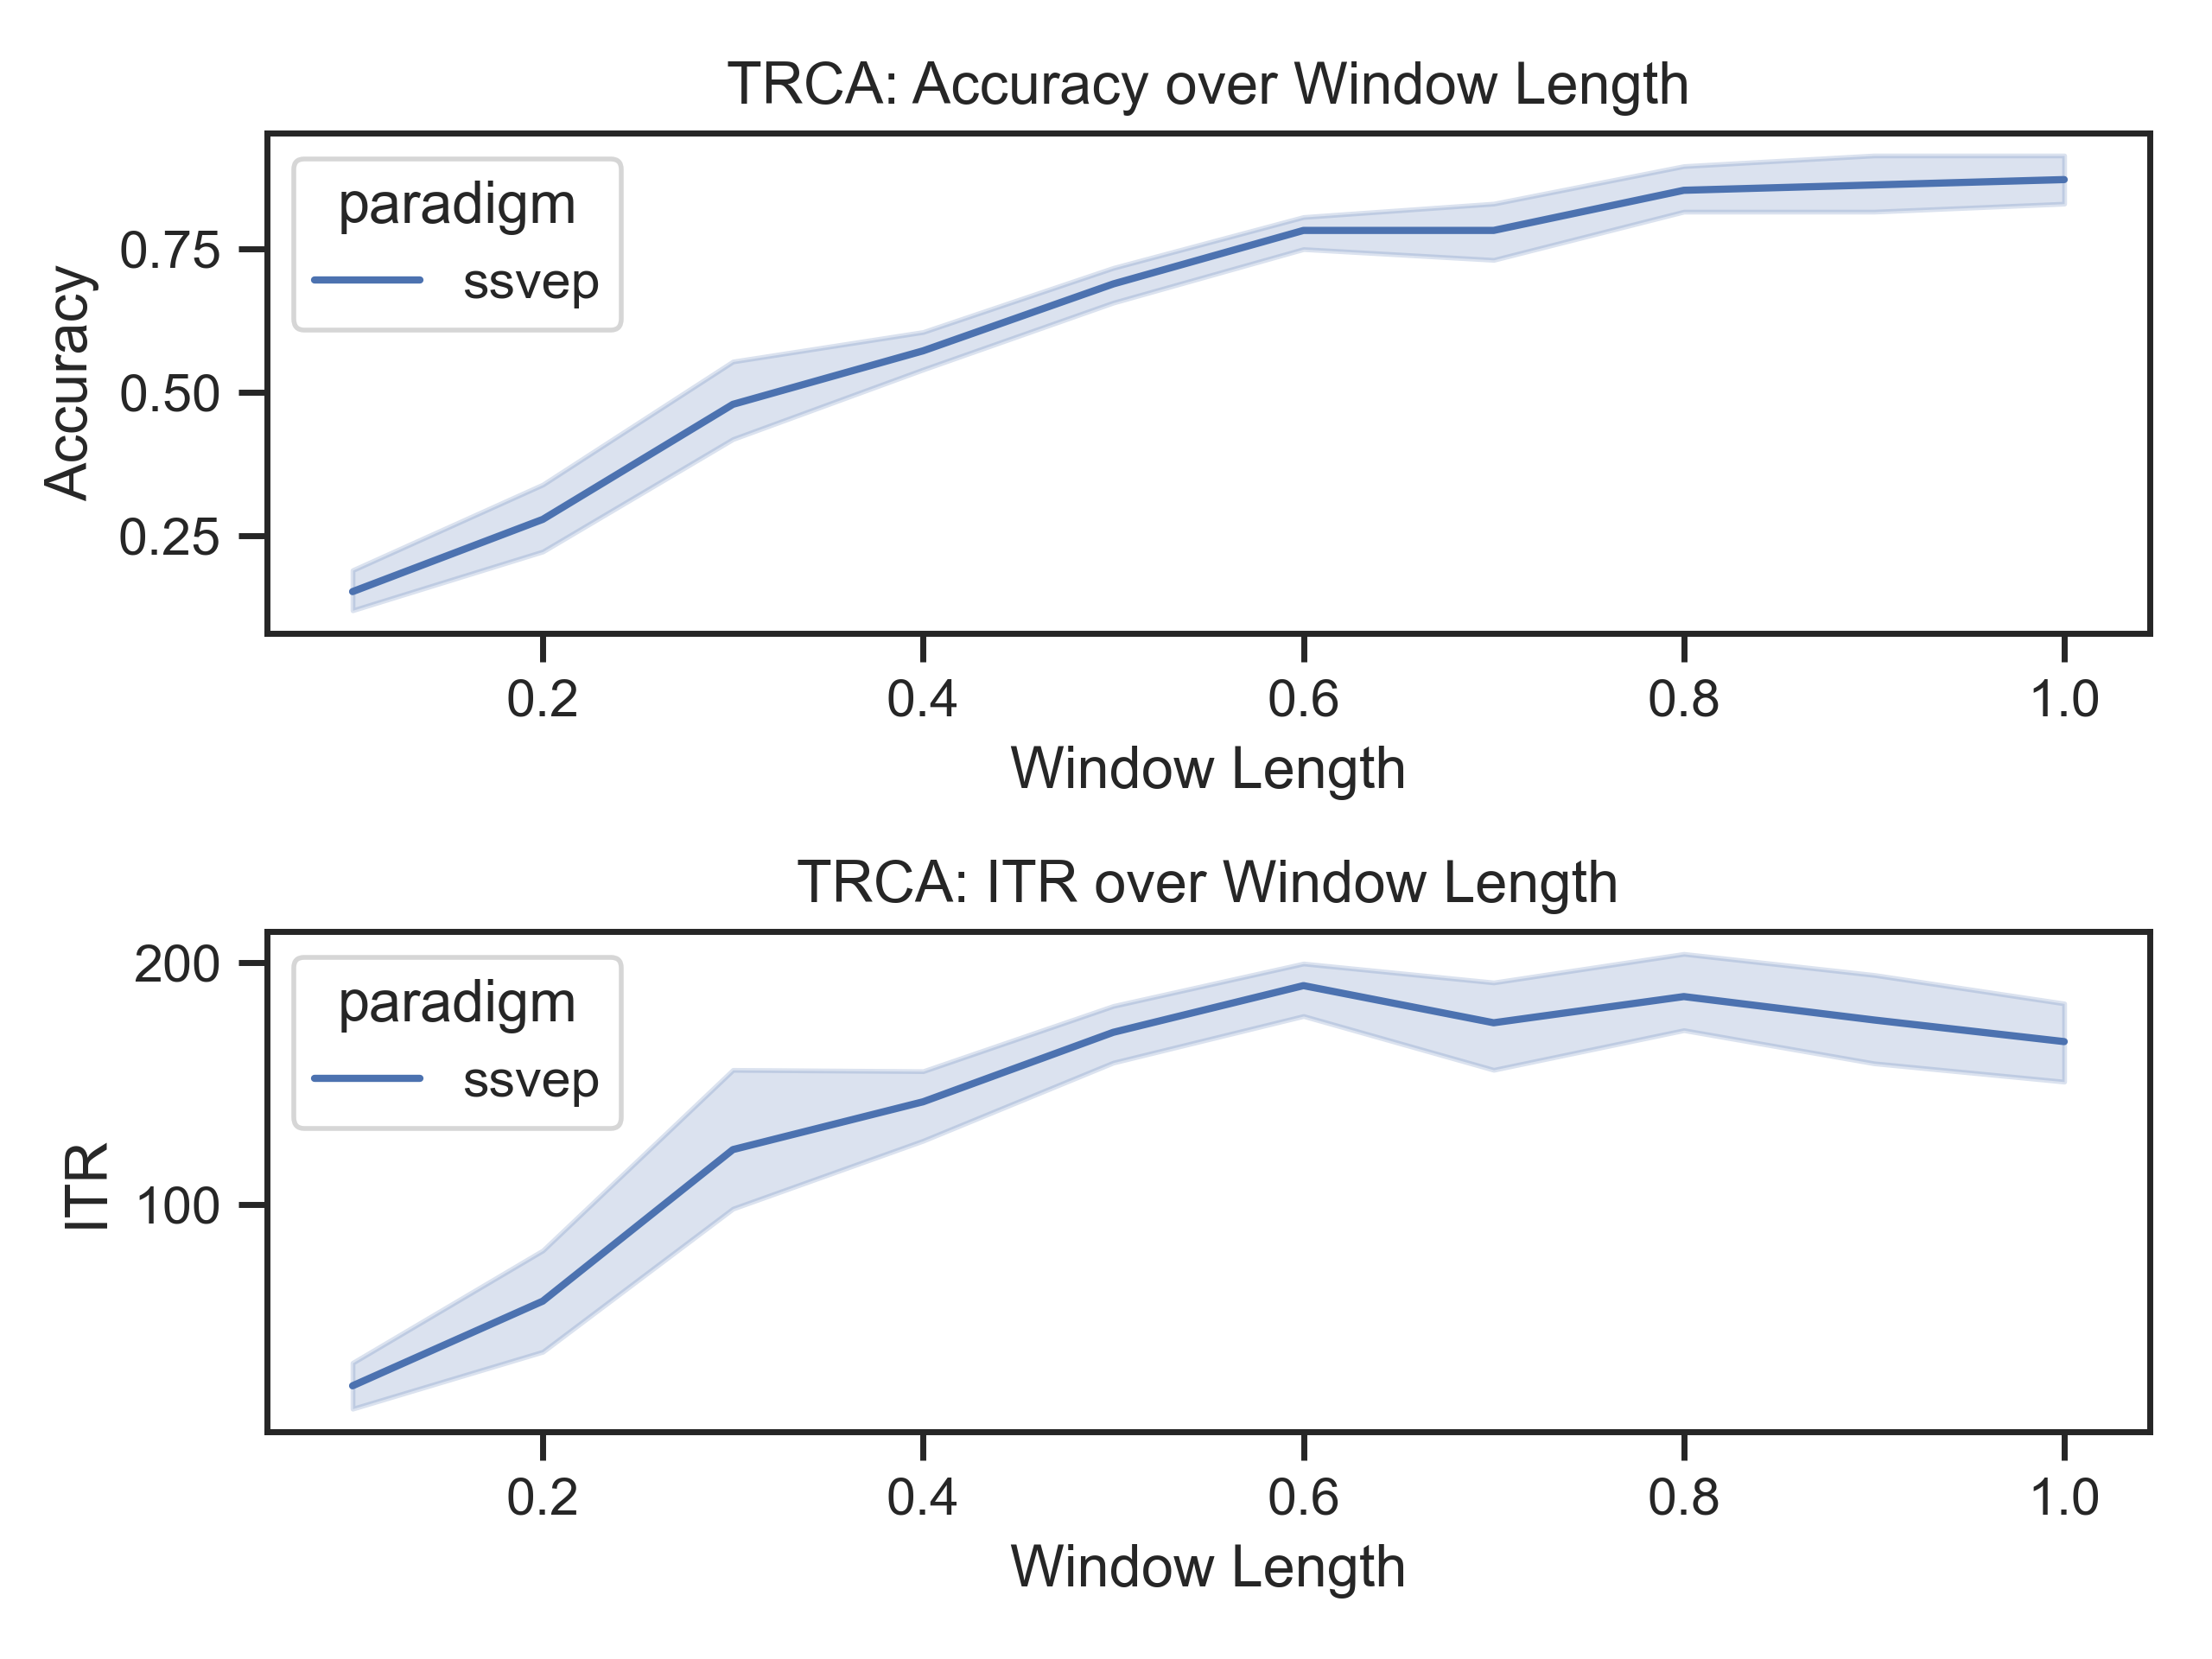 TRCA: Accuracy over Window Length
paradigm
ssvep
Accuracy
0.75
0.50
0.25
0.2 0.4 0.6 0.8 1.0
Window Length
TRCA: ITR over Window Length
paradigm
ssvep
ITR
200
100
0.2 0.4 0.6 0.8 1.0
Window Length